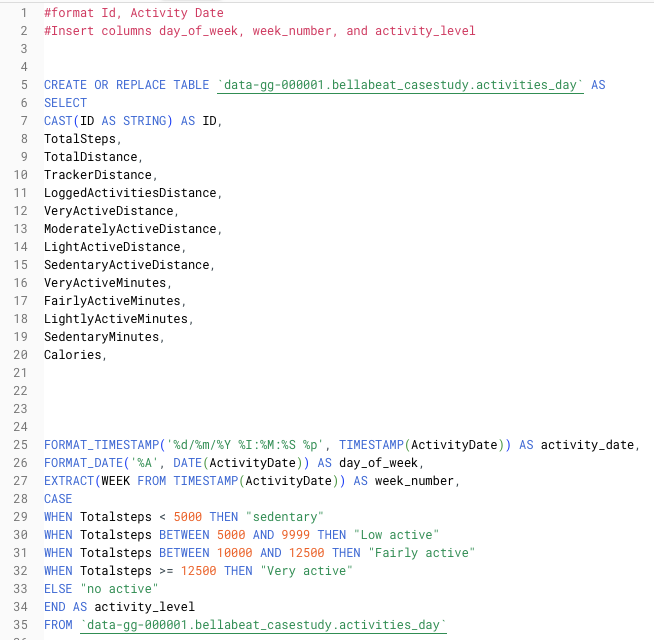 1 #format Id, Activity Date
2 #Insert columns day_of_week, week_number, and activity_level
3
4
5 CREATE OR REPLACE TABLE `data-gg-000001.bellabeat_casestudy.activities_day` AS
6 SELECT
7 CAST(ID AS STRING) AS ID,
8 TotalSteps,
9 TotalDistance,
10 TrackerDistance,
11 LoggedActivitiesDistance,
12 VeryActiveDistance,
13 ModeratelyActiveDistance,
14 LightActiveDistance,
15 SedentaryActiveDistance,
16 VeryActiveMinutes,
17 FairlyActiveMinutes,
18 LightlyActiveMinutes,
19 SedentaryMinutes,
20 Calories,
21
22
23
24
25 FORMAT_TIMESTAMP('%d/%m/%Y %I:%M:%S %p', TIMESTAMP(ActivityDate)) AS activity_date,
26 FORMAT_DATE('%A', DATE(ActivityDate)) AS day_of_week,
27 EXTRACT(WEEK FROM TIMESTAMP(ActivityDate)) AS week_number,
28 CASE
29 WHEN Totalsteps < 5000 THEN "sedentary"
30 WHEN Totalsteps BETWEEN 5000 AND 9999 THEN "Low active"
31 WHEN Totalsteps BETWEEN 10000 AND 12500 THEN "Fairly active"
32 WHEN Totalsteps >= 12500 THEN "Very active"
33 ELSE "no active"
34 END AS activity_level
35 FROM `data-gg-000001.bellabeat_casestudy.activities_day`